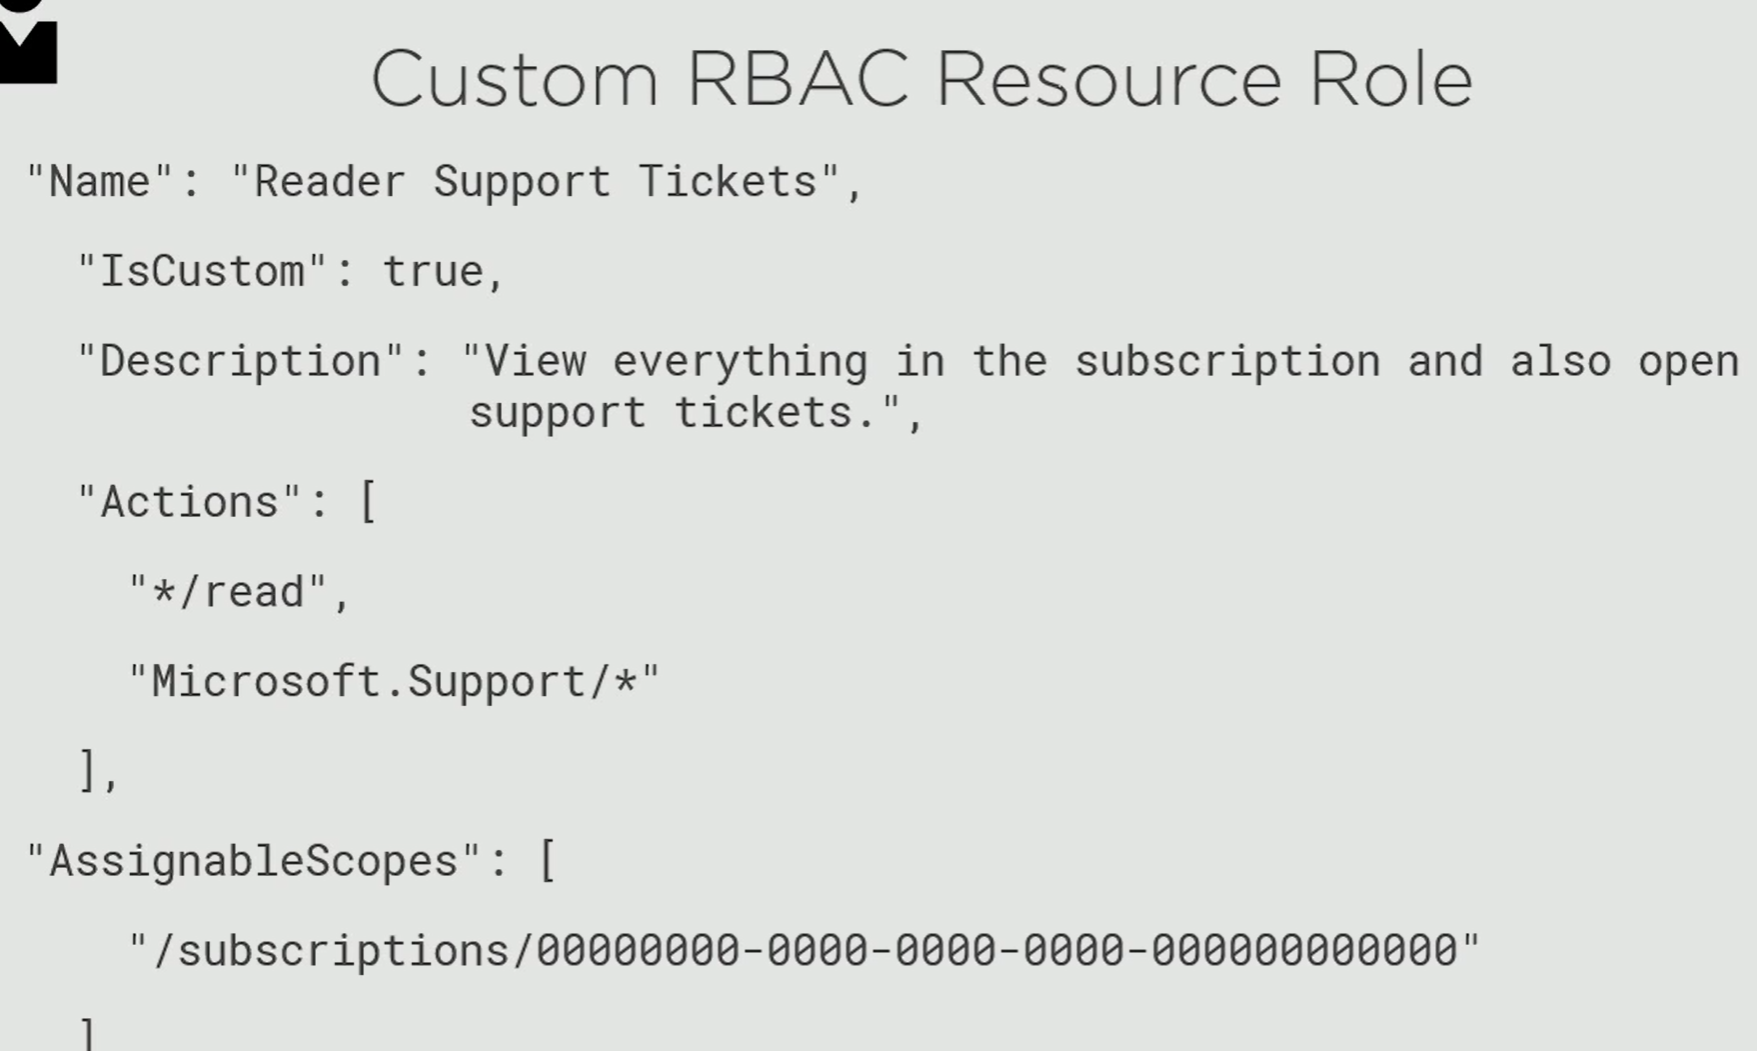 Custom RBAC Resource Role
"Name": "Reader Support Tickets",
"IsCustom": true,
"Description": "View everything in the subscription and also open
support tickets.",
"Actions": [
"*/read",
"Microsoft.Support/*"
],
"AssignableScopes": [
"/subscriptions/00000000-0000-0000-0000-000000000000"
]